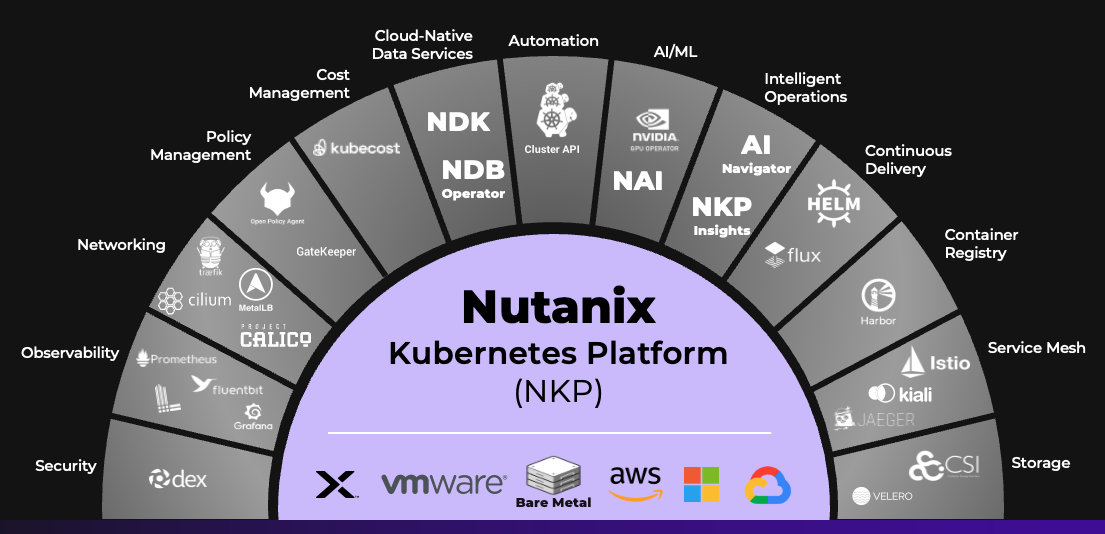 Cloud-Native
Data Services
Automation
AI/ML
Cost
Management
Intelligent
Operations
Policy
Management
Continuous
Delivery
Networking
Container
Registry
Observability
Service Mesh
Security
Storage
dex
Prometheus
fluentbit
Grafana
træfik
cilium
MetalLB
PROJECT
CALICO
Open Policy Agent
GateKeeper
kubecost
NDK
NDB
Operator
Cluster API
NVIDIA.
GPU OPERATOR
NAI
AI
Navigator
NKP
Insights
HELM
flux
Harbor
Istio
kiali
JAEGER
CSI
VELERO
Nutanix
Kubernetes Platform
(NKP)
X
vmware®
Bare Metal
aws